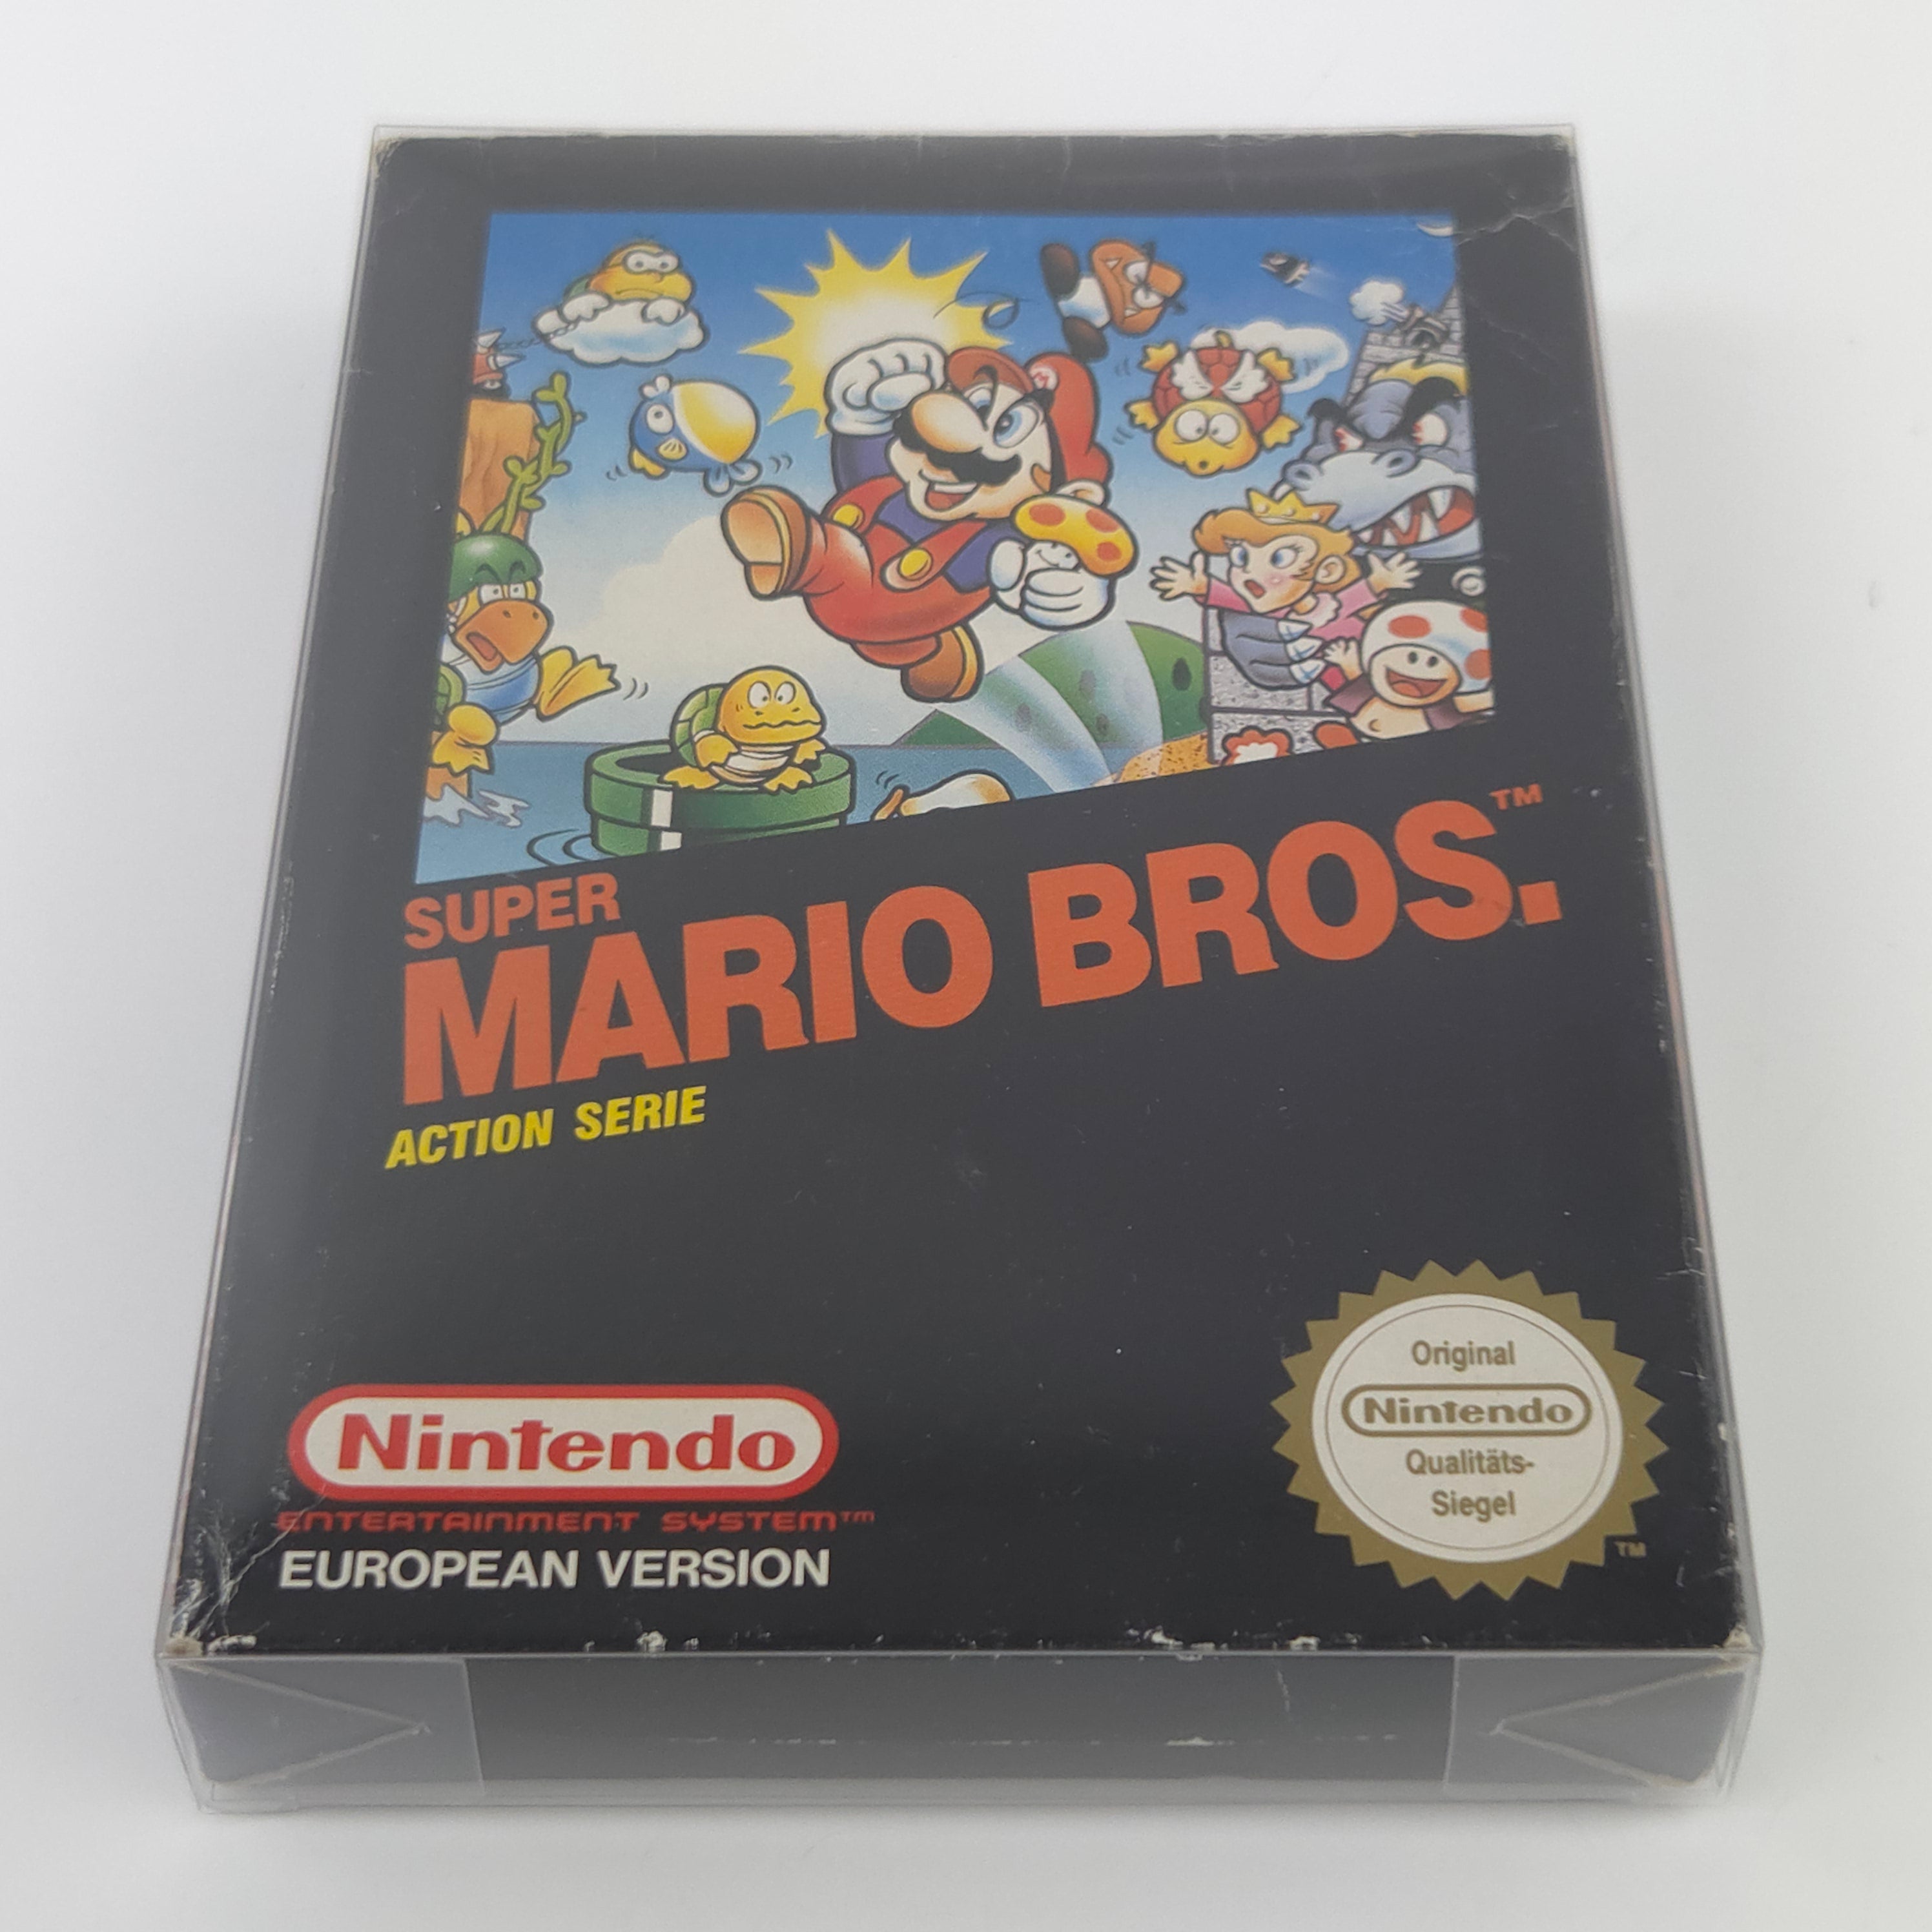 SUPER
MARIO BROS.™
ACTION SERIE
Nintendo
ENTERTAINMENT SYSTEM™
EUROPEAN VERSION
Original
Nintendo
Qualitäts-
Siegel
TM
M